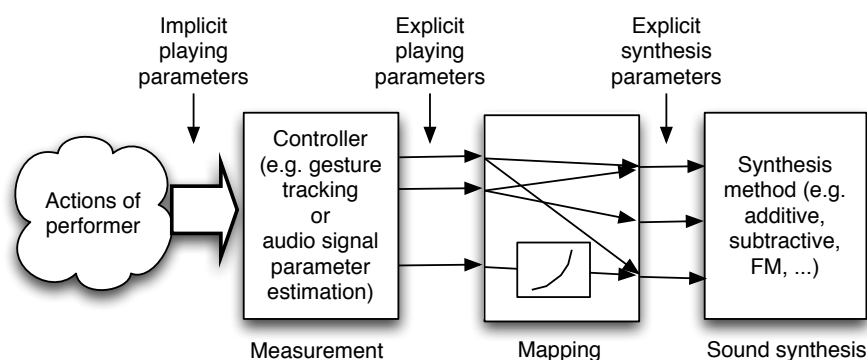 Implicit
playing
parameters
Explicit
playing
parameters
Explicit
synthesis
parameters
Actions of
performer
Controller
(e.g. gesture
tracking
or
audio signal
parameter
estimation)
Synthesis
method (e.g.
additive,
subtractive,
FM, ...)
Measurement
Mapping
Sound synthesis